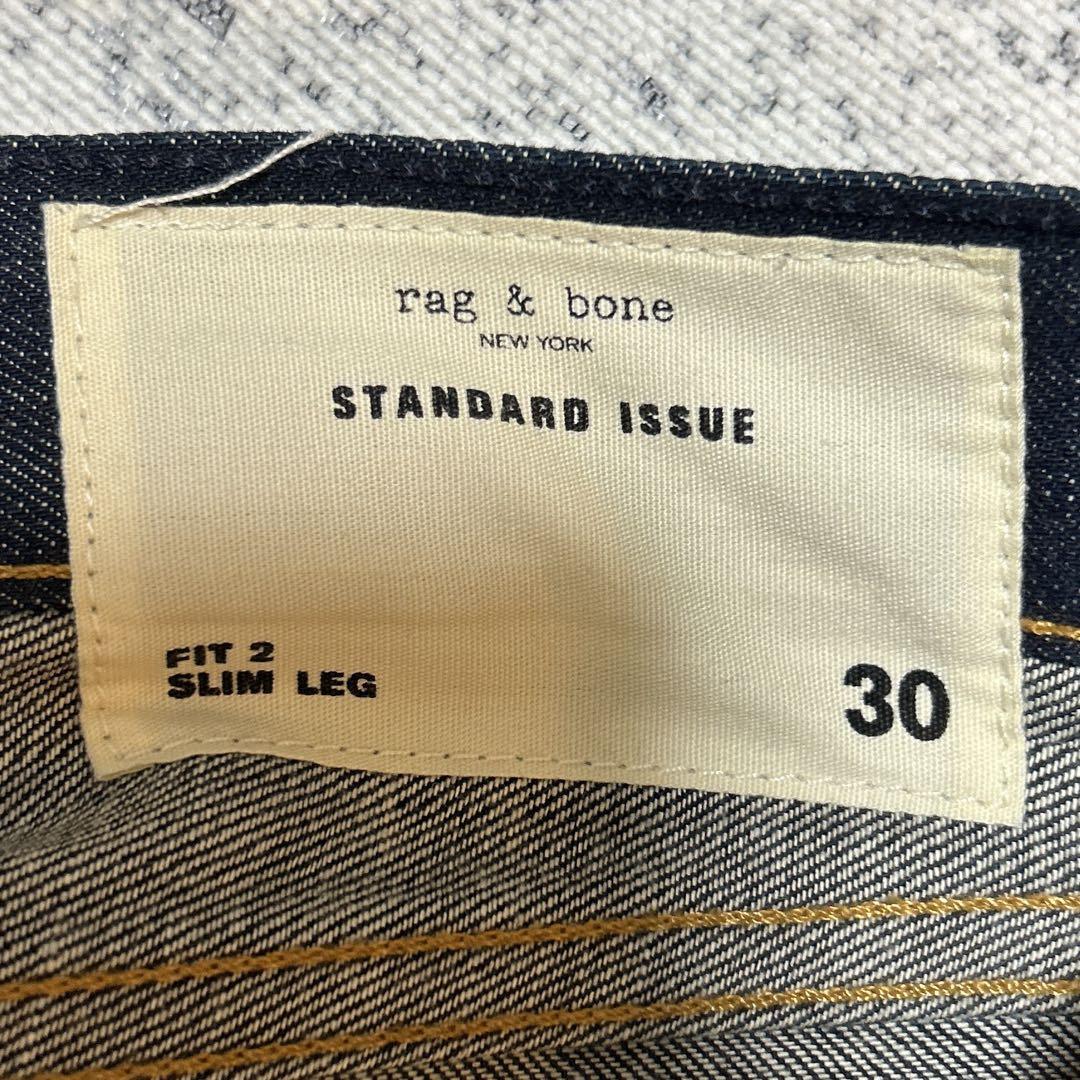 rag & bone
NEW YORK
STANDARD ISSUE
FIT 2
SLIM LEG
30